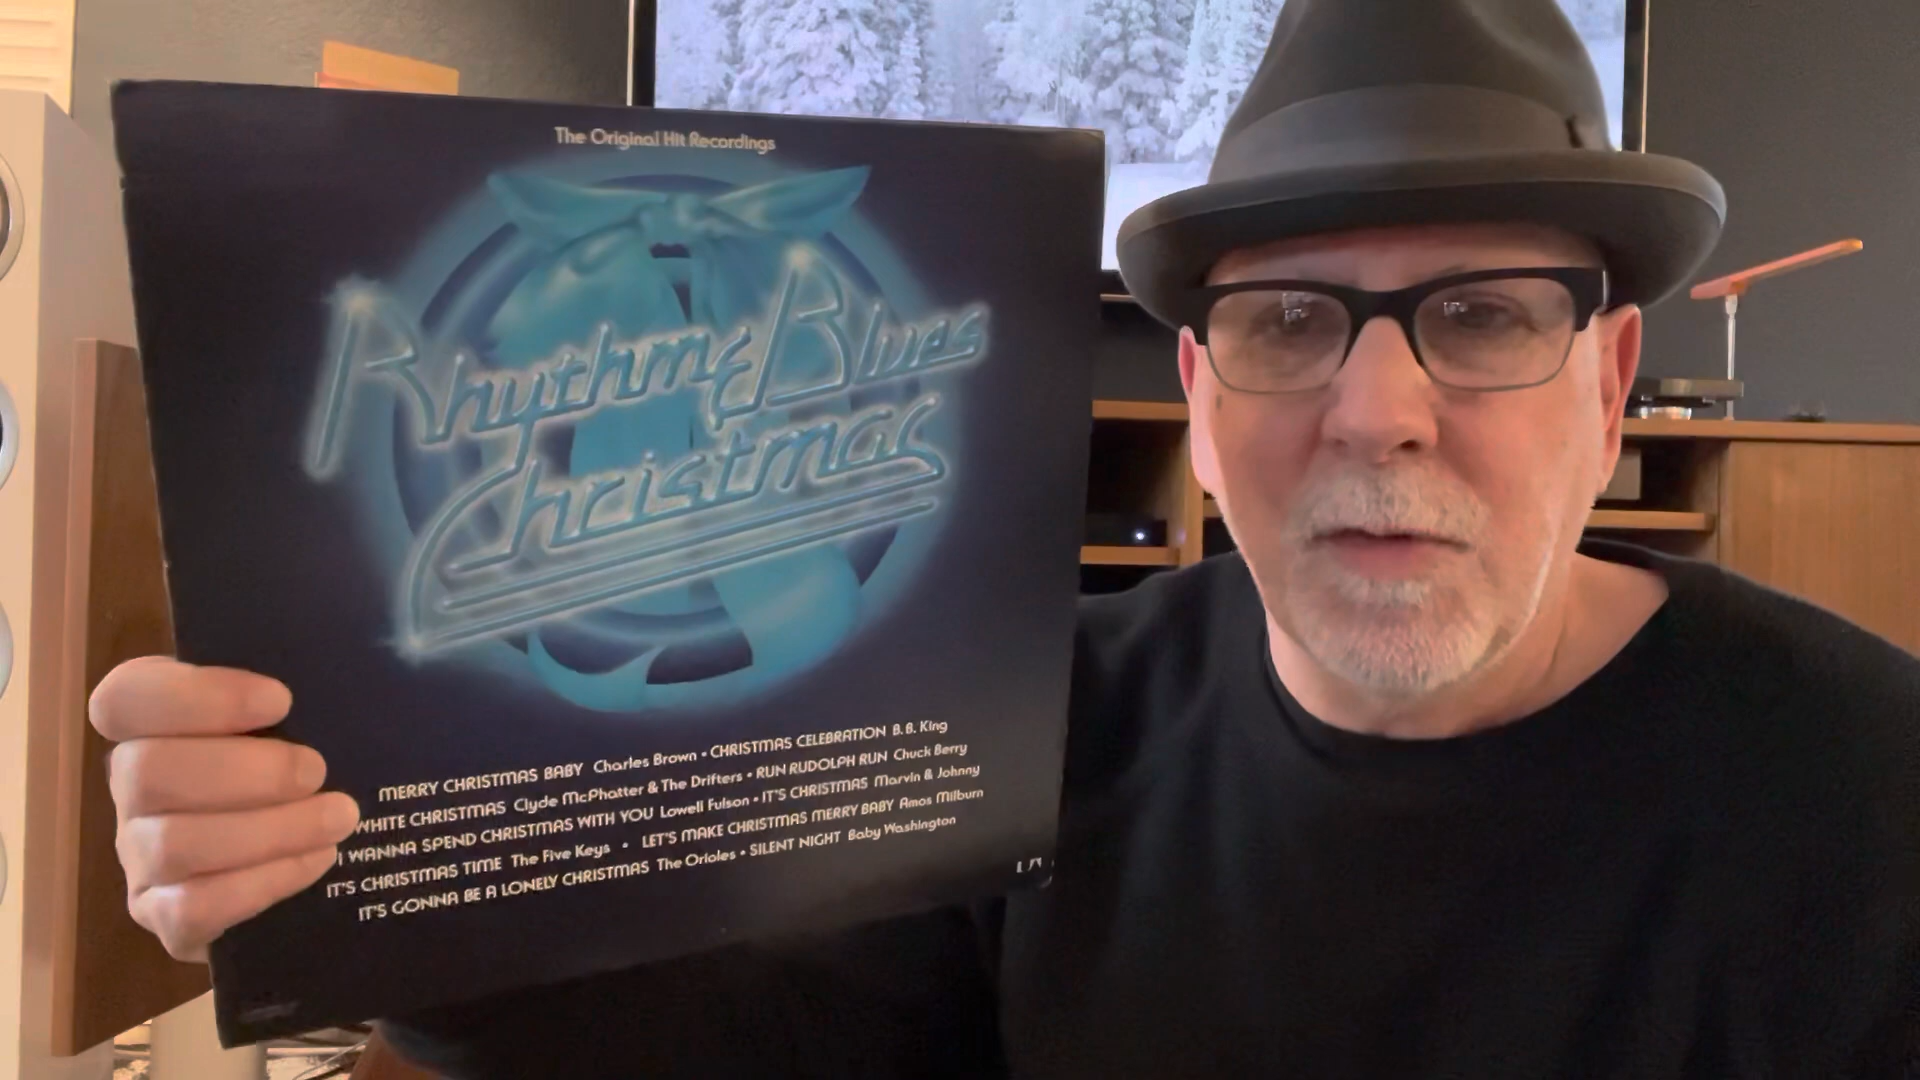 The Original Hit Recordings
Rhythm & Blues
Christmas
MERRY CHRISTMAS BABY Charles Brown • CHRISTMAS CELEBRATION B. B. King
WHITE CHRISTMAS Clyde McPhatter & The Drifters • RUN RUDOLPH RUN Chuck Berry
I WANNA SPEND CHRISTMAS WITH YOU Lowell Fulson • IT'S CHRISTMAS Marvin & Johnny
IT'S CHRISTMAS TIME The Five Keys • LET'S MAKE CHRISTMAS MERRY BABY Amos Milburn
IT'S GONNA BE A LONELY CHRISTMAS The Orioles • SILENT NIGHT Baby Washington